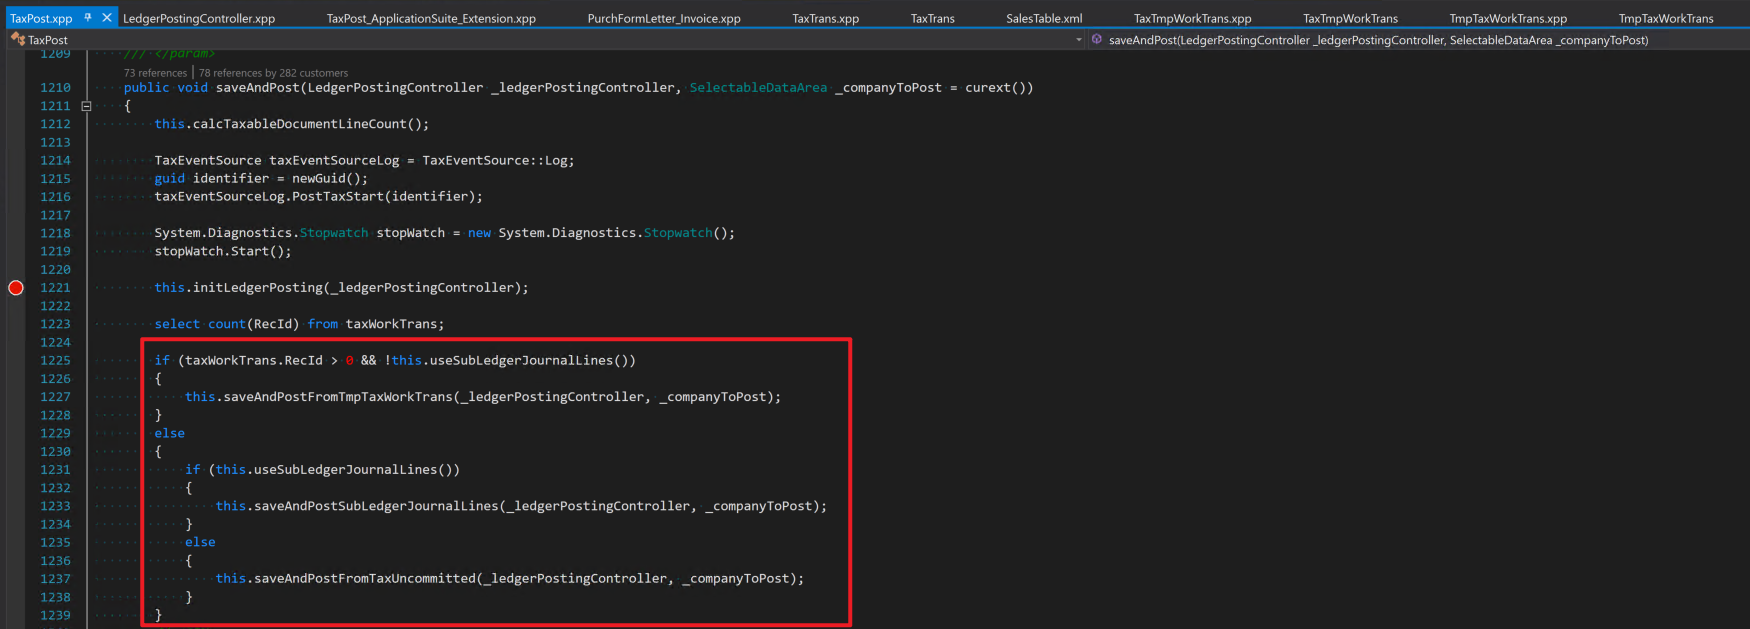 TaxPost.xpp LedgerPostingController.xpp TaxPost_ApplicationSuite_Extension.xpp PurchFormLetter_Invoice.xpp TaxTrans.xpp TaxTrans SalesTable.xml TaxTmpWorkTrans.xpp TaxTmpWorkTrans TmpTaxWorkTrans.xpp TmpTaxWorkTrans
TaxPost saveAndPost(LedgerPostingController _ledgerPostingController, SelectableDataArea _companyToPost)
1209 /// </param>
73 references | 78 references by 282 customers
1210 public void saveAndPost(LedgerPostingController _ledgerPostingController, SelectableDataArea _companyToPost = curext())
1211 {
1212 this.calcTaxableDocumentLineCount();
1213
1214 TaxEventSource taxEventSourceLog = TaxEventSource::Log;
1215 guid identifier = newGuid();
1216 taxEventSourceLog.PostTaxStart(identifier);
1217
1218 System.Diagnostics.Stopwatch stopWatch = new System.Diagnostics.Stopwatch();
1219 stopWatch.Start();
1220
1221 this.initLedgerPosting(_ledgerPostingController);
1222
1223 select count(RecId) from taxWorkTrans;
1224
1225 if (taxWorkTrans.RecId > 0 && !this.useSubLedgerJournalLines())
1226 {
1227 this.saveAndPostFromTmpTaxWorkTrans(_ledgerPostingController, _companyToPost);
1228 }
1229 else
1230 {
1231 if (this.useSubLedgerJournalLines())
1232 {
1233 this.saveAndPostSubLedgerJournalLines(_ledgerPostingController, _companyToPost);
1234 }
1235 else
1236 {
1237 this.saveAndPostFromTaxUncommitted(_ledgerPostingController, _companyToPost);
1238 }
1239 }